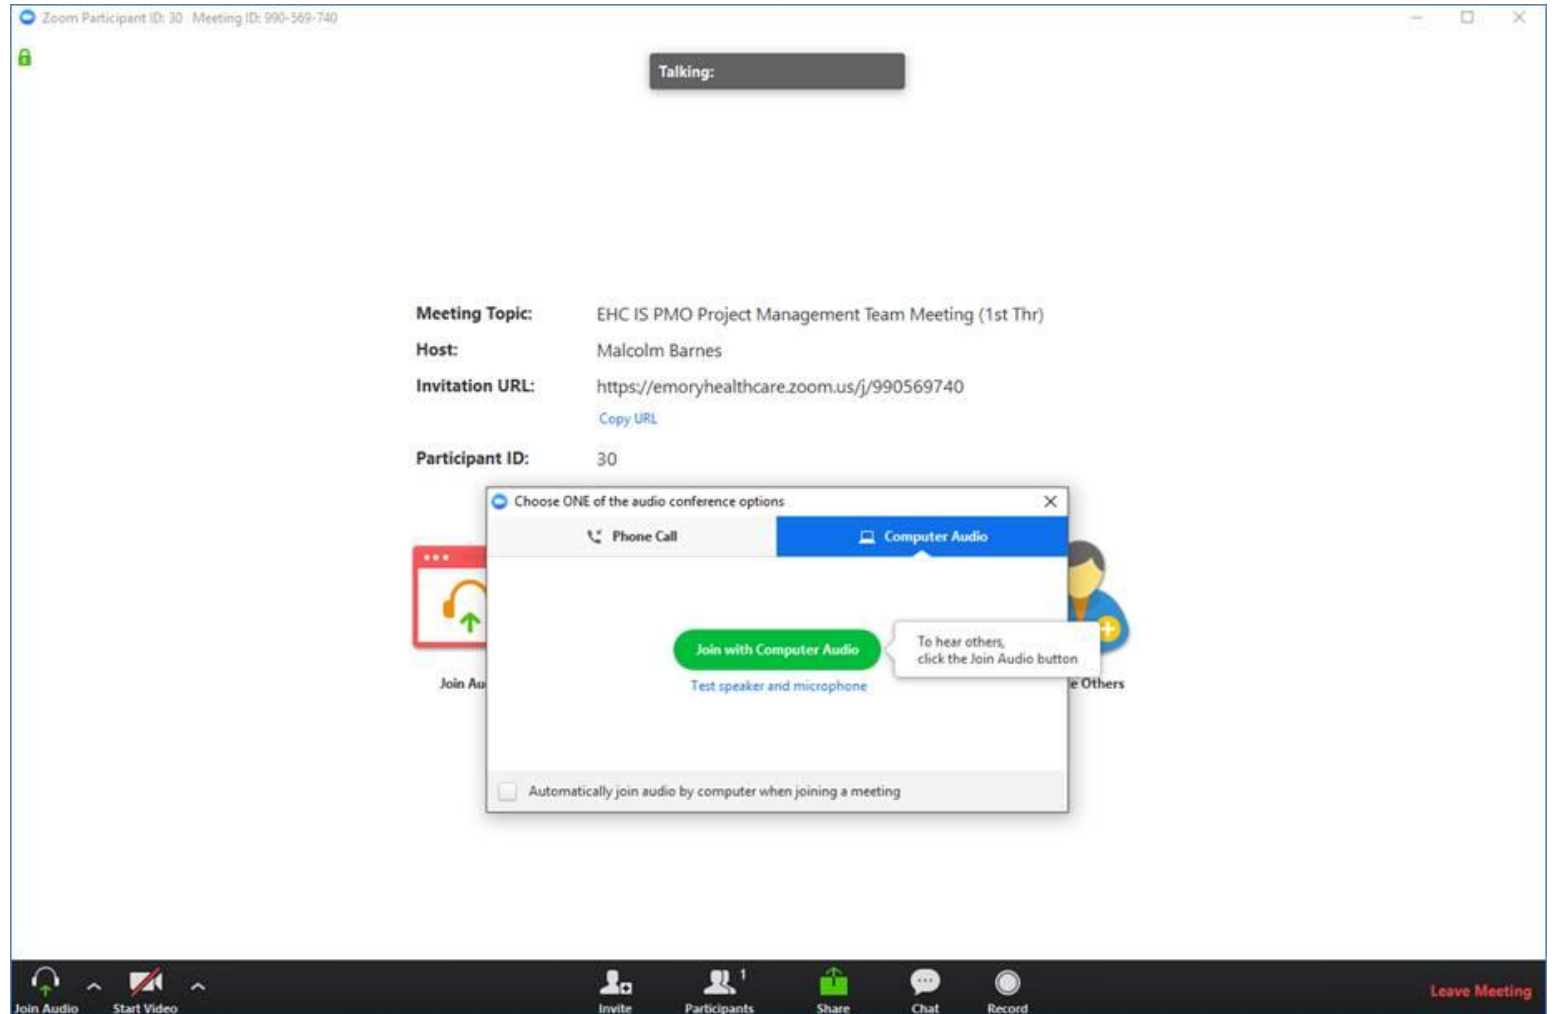 Zoom Participant ID: 30 Meeting ID: 990-569-740
Talking:
Meeting Topic: EHC IS PMO Project Management Team Meeting (1st Thr)
Host: Malcolm Barnes
Invitation URL: https://emoryhealthcare.zoom.us/j/990569740
Copy URL
Participant ID: 30
Choose ONE of the audio conference options
Phone Call Computer Audio
Join with Computer Audio
To hear others,
click the Join Audio button
Test speaker and microphone
Join Au
e Others
Automatically join audio by computer when joining a meeting
1
Join Audio Start Video Invite Participants Share Chat Record Leave Meeting